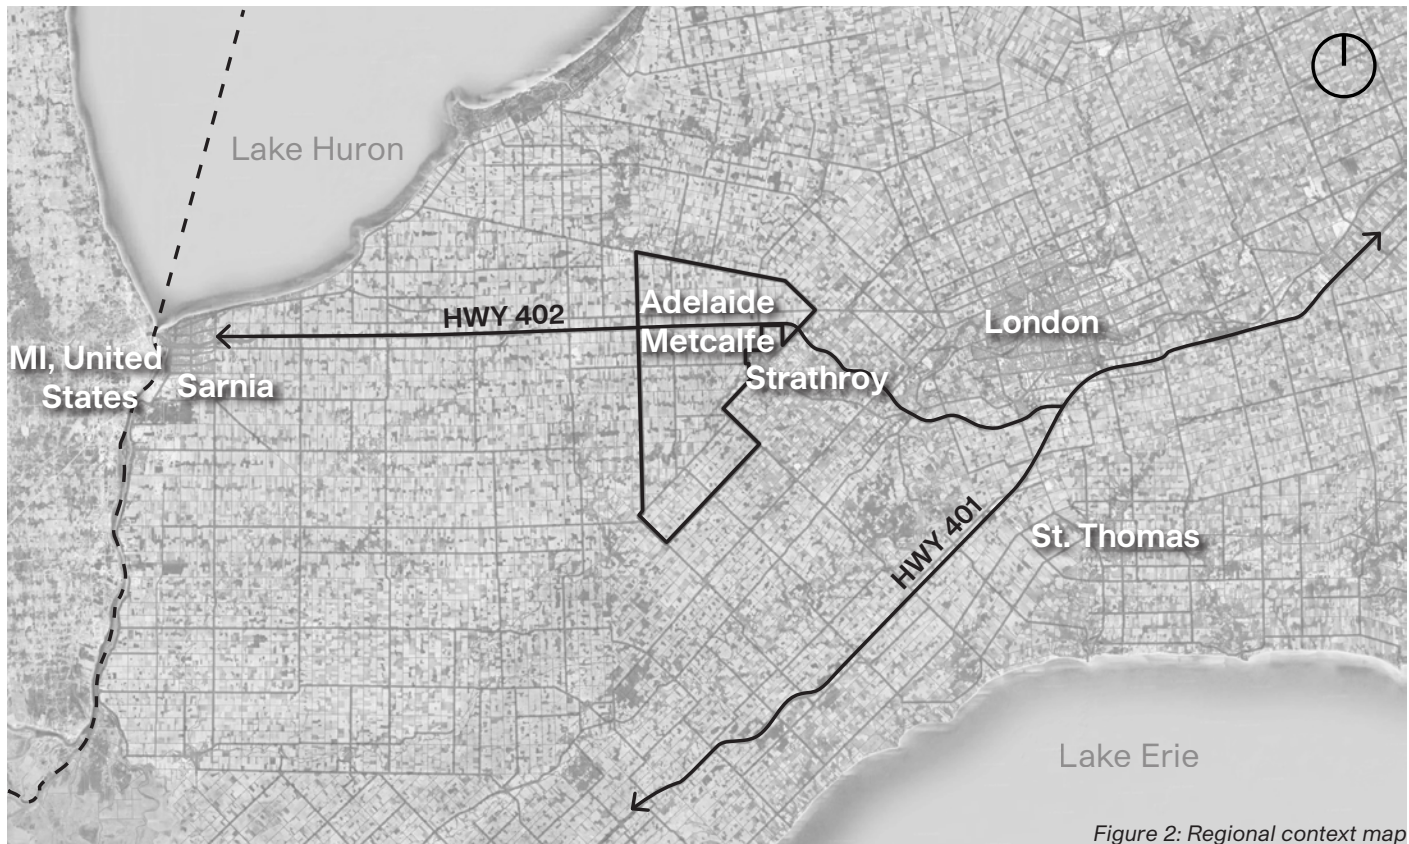 Lake Huron
Adelaide
Metcalfe
HWY 402
London
MI, United
States
Sarnia
Strathroy
HWY 401
St. Thomas
Lake Erie
Figure 2: Regional context map